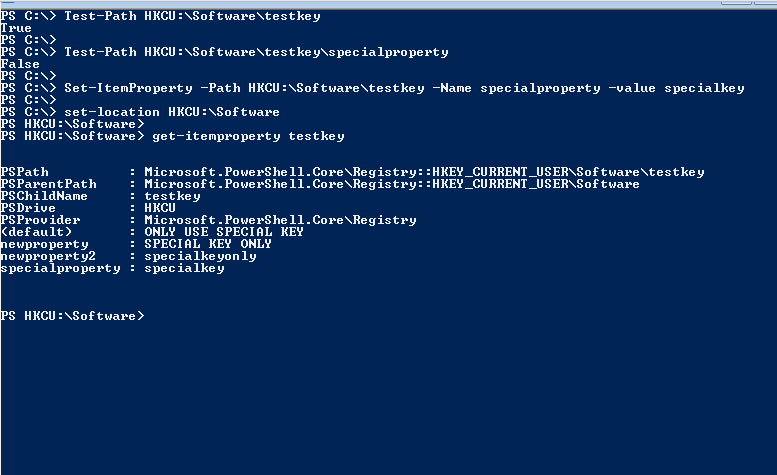 PS C:\> Test-Path HKCU:\Software\testkey
True
PS C:\>
PS C:\> Test-Path HKCU:\Software\testkey\specialproperty
False
PS C:\>
PS C:\> Set-ItemProperty -Path HKCU:\Software\testkey -Name specialproperty -value specialkey
PS C:\>
PS C:\> set-location HKCU:\Software
PS HKCU:\Software>
PS HKCU:\Software> get-itemproperty testkey
PSPath : Microsoft.PowerShell.Core\Registry::HKEY_CURRENT_USER\Software\testkey
PSParentPath : Microsoft.PowerShell.Core\Registry::HKEY_CURRENT_USER\Software
PSChildName : testkey
PSDrive : HKCU
PSProvider : Microsoft.PowerShell.Core\Registry
(default) : ONLY USE SPECIAL KEY
newproperty : SPECIAL KEY ONLY
newproperty2 : specialkeyonly
specialproperty : specialkey
PS HKCU:\Software>